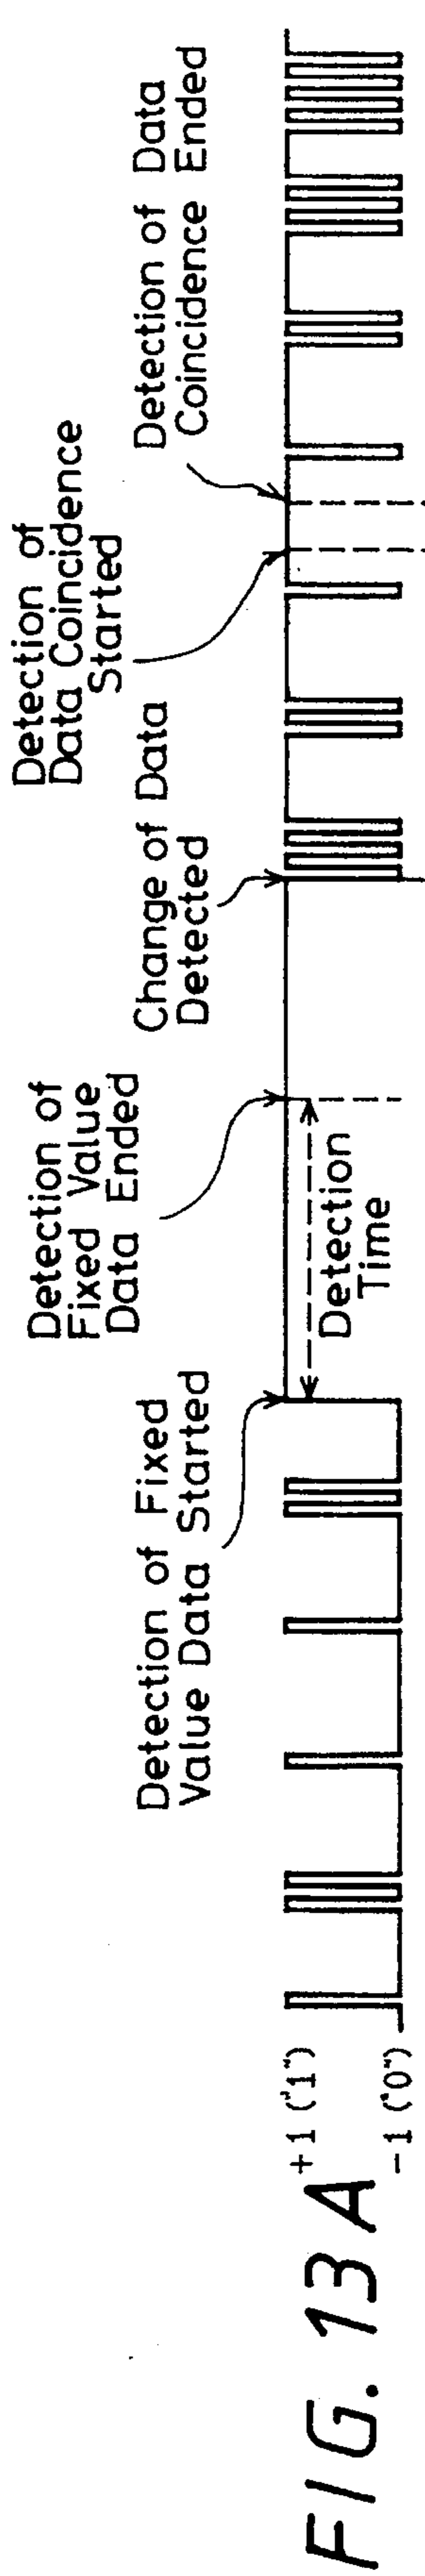 FIG. 13A
+1 ("1")
-1 ("0")
Detection of Fixed
Value Data Started
Detection
Time
Detection of
Fixed Value
Data Ended
Change of Data
Detected
Detection of
Data Coincidence
Started
Detection of Data
Coincidence Ended